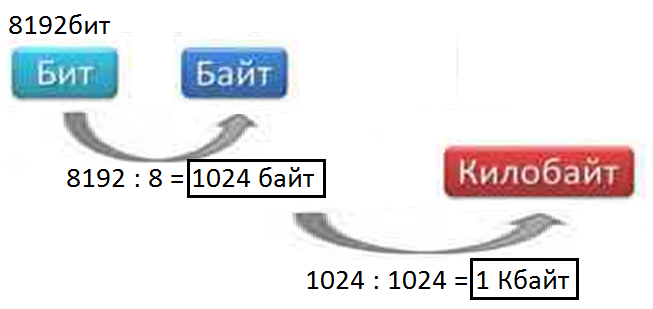 8192бит
Бит
Байт
8192 : 8 = 1024 байт
Килобайт
1024 : 1024 = 1 Кбайт